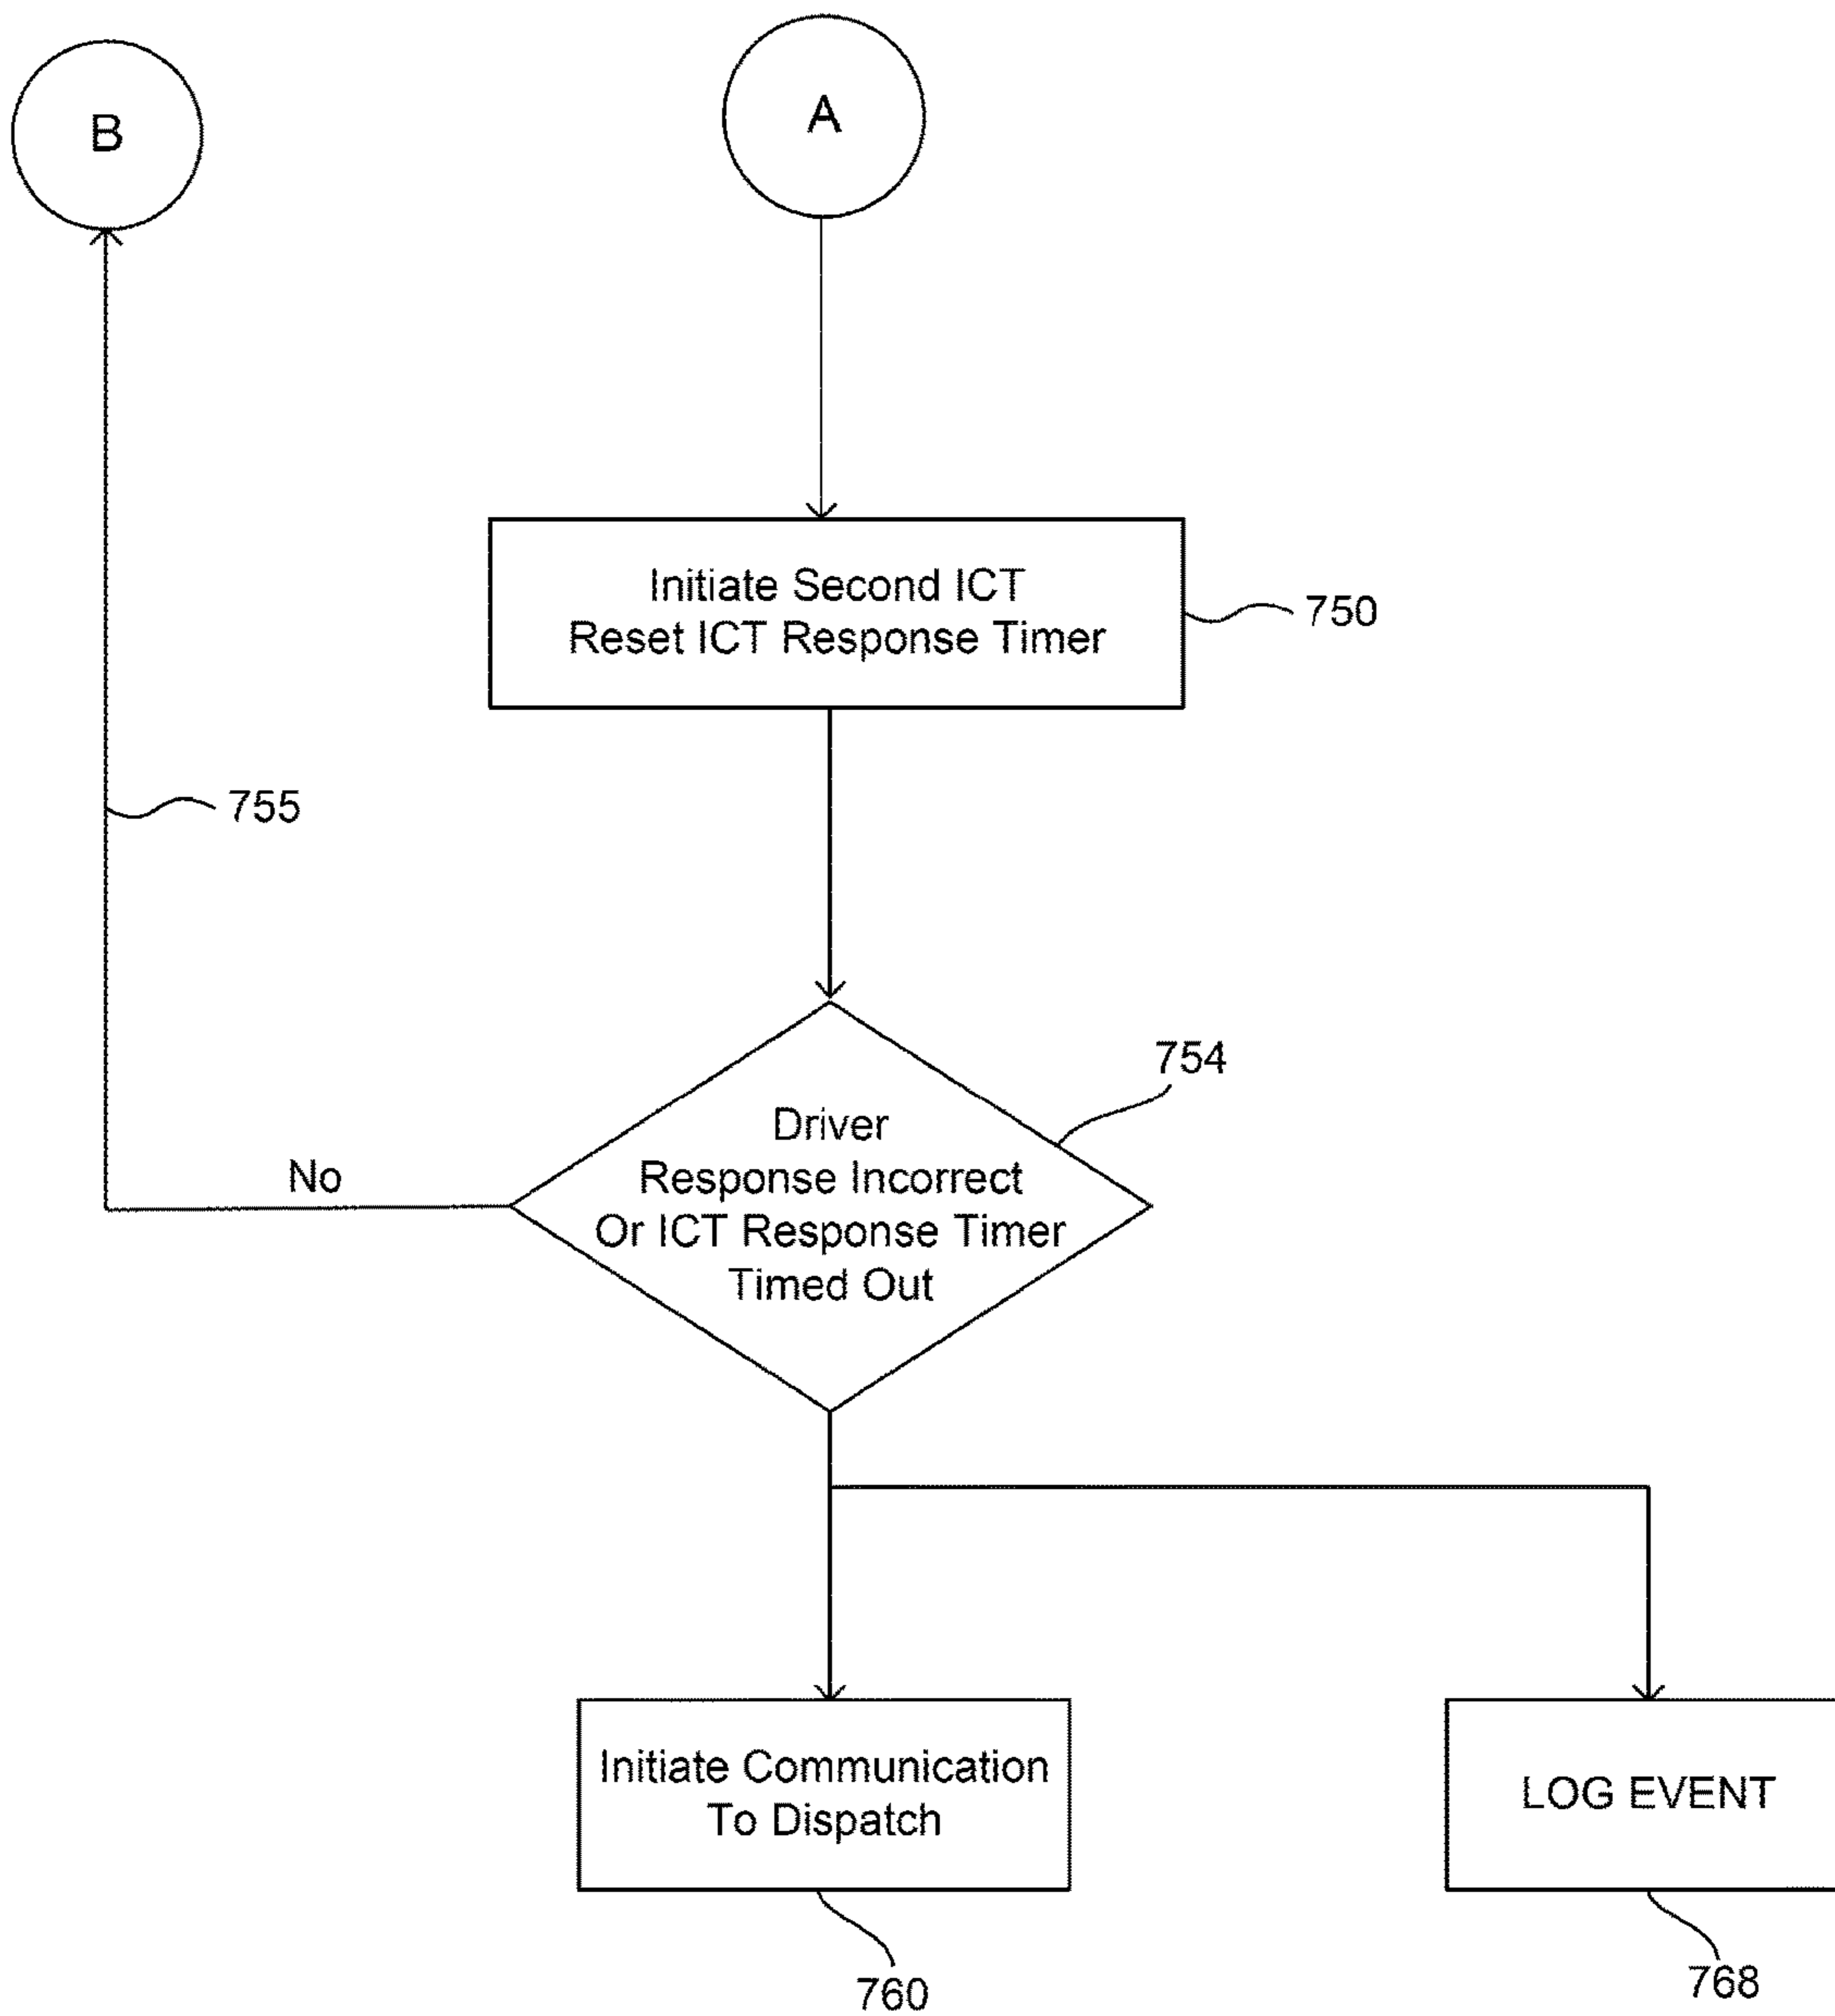 B
A
Initiate Second ICT
Reset ICT Response Timer
750
755
754
Driver
Response Incorrect
Or ICT Response Timer
Timed Out
No
Initiate Communication
To Dispatch
LOG EVENT
760
768